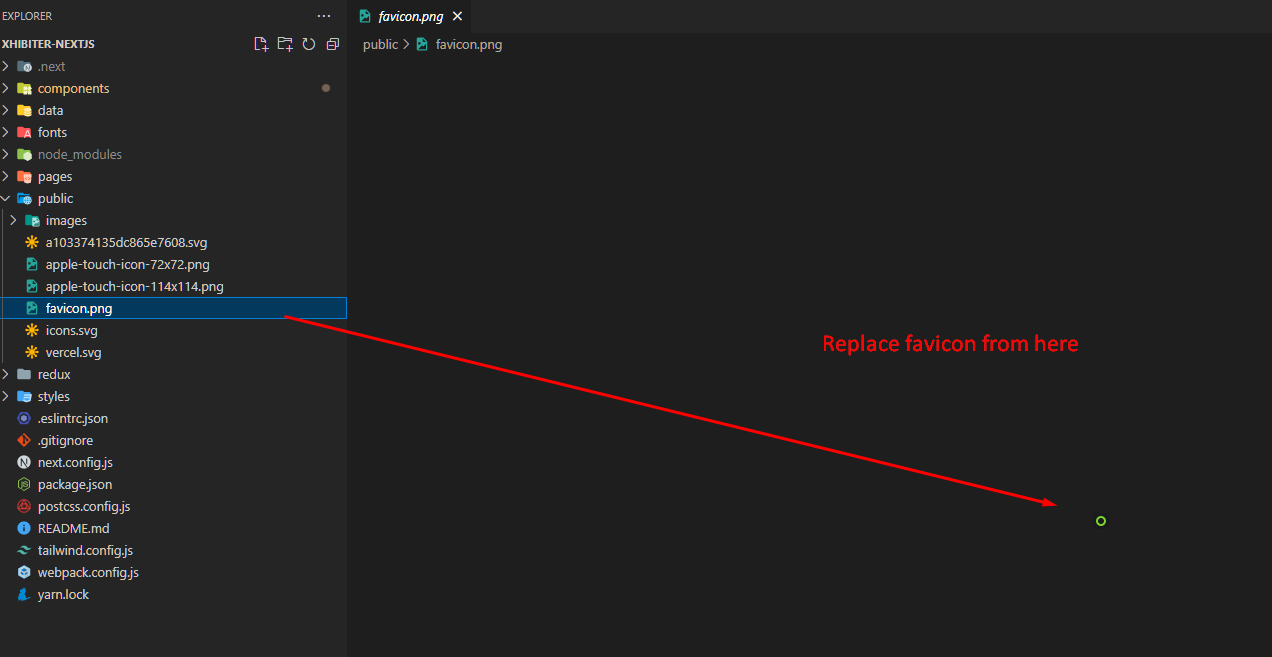 EXPLORER
XHIBITER-NEXTJS
.next
components
data
fonts
node_modules
pages
public
images
a103374135dc865e7608.svg
apple-touch-icon-72x72.png
apple-touch-icon-114x114.png
favicon.png
icons.svg
vercel.svg
redux
styles
.eslintrc.json
.gitignore
next.config.js
package.json
postcss.config.js
README.md
tailwind.config.js
webpack.config.js
yarn.lock
favicon.png
public > favicon.png
Replace favicon from here